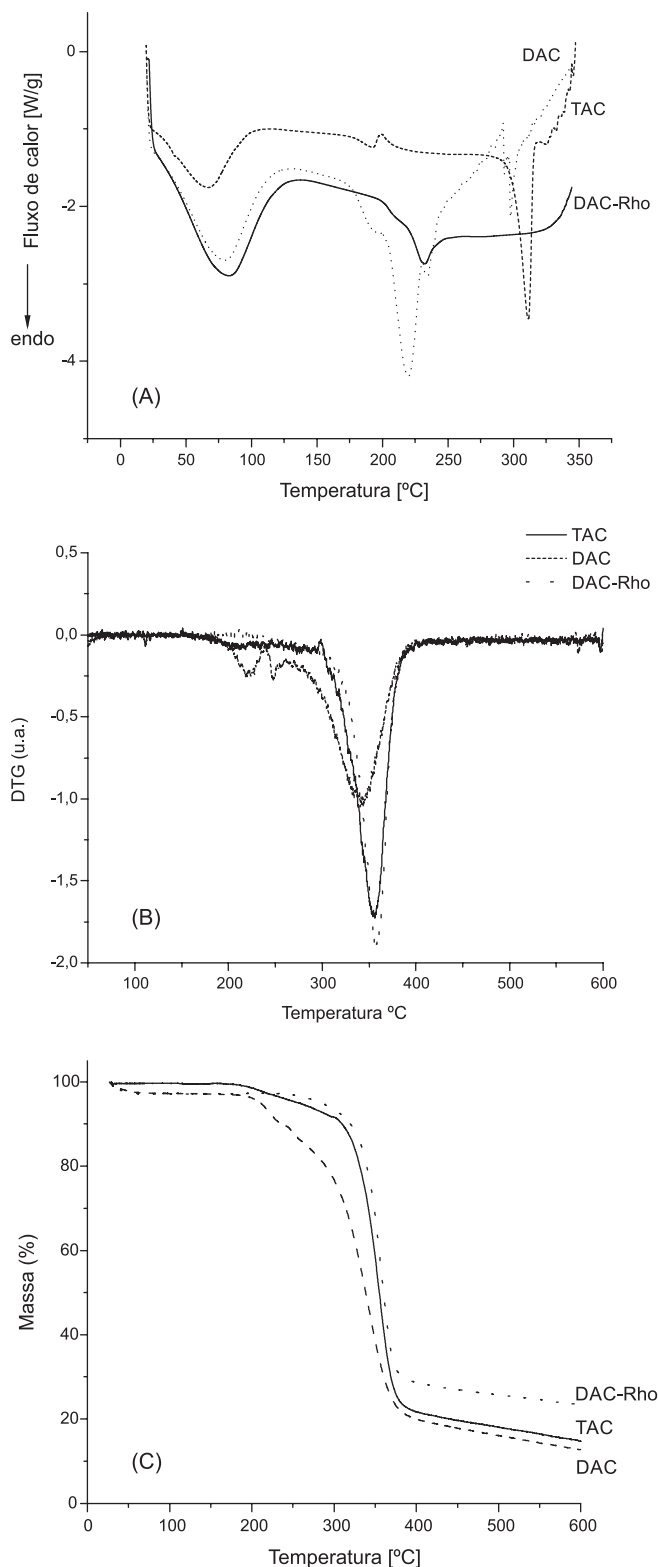 0
-2
-4
Fluxo de calor [W/g]
endo
DAC
TAC
DAC-Rho
(A)
0 50 100 150 200 250 300 350
Temperatura [ºC]
TAC
DAC
DAC-Rho
0,5
0,0
-0,5
-1,0
-1,5
-2,0
DTG (u.a.)
(B)
100 200 300 400 500 600
Temperatura ºC
100
80
60
40
20
0
Massa (%)
DAC-Rho
TAC
DAC
(C)
0 100 200 300 400 500 600
Temperatura [ºC]